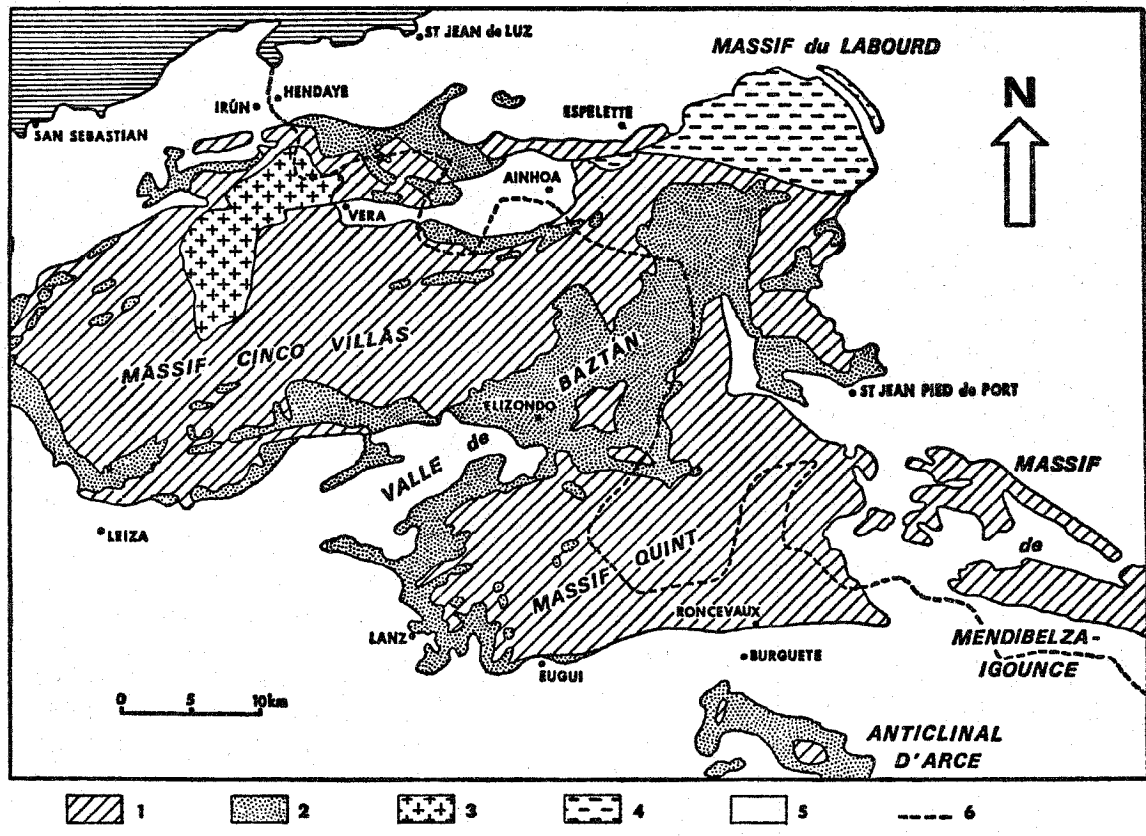 ST JEAN de LUZ
MASSIF du LABOURD
HENDAYE
IRÚN
ESPELETTE
N
SAN SEBASTIAN
AINHOA
VERA
MASSIF CINCO VILLAS
BAZTÁN
ST JEAN PIED de PORT
ELIZONDO
VALLE de
MASSIF
LEIZA
de
MASSIF QUINT
RONCEVAUX
LANZ
MENDIBELZA-
IGOUNCE
BURGUETE
EUGUI
0 5 10km
ANTICLINAL
D'ARCE
1 2 3 4 5 6